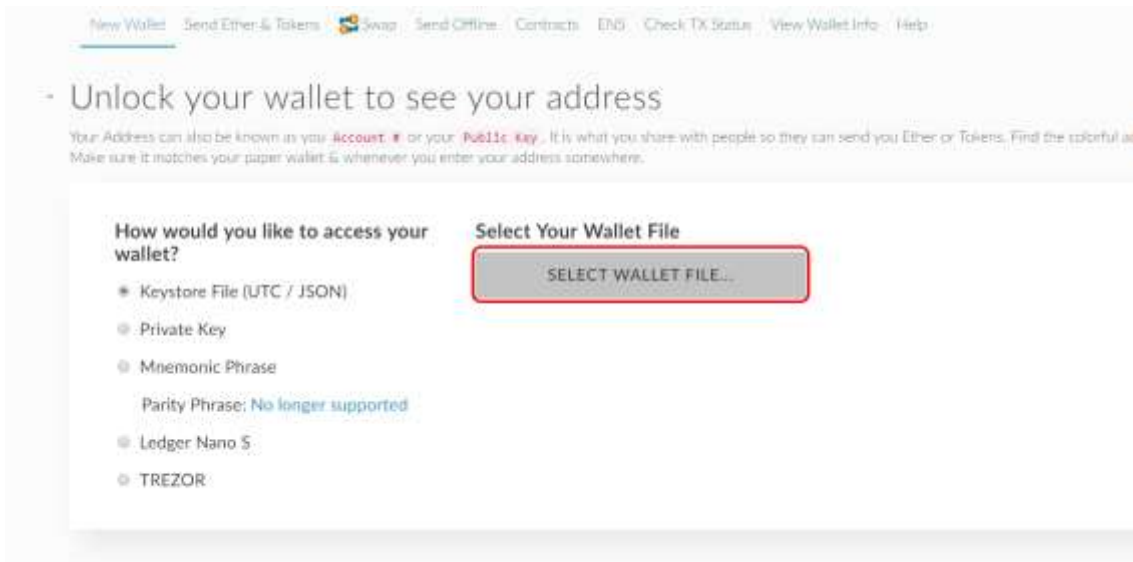 New Wallet Send Ether & Tokens Swap Send Offline Contracts ENS Check TX Status View Wallet Info Help
Unlock your wallet to see your address
Your Address can also be known as you Account # or your Public Key. It is what you share with people so they can send you Ether or Tokens. Find the colorful
Make sure it matches your paper wallet & whenever you enter your address somewhere.
How would you like to access your
wallet?
Select Your Wallet File
SELECT WALLET FILE...
Keystore File (UTC / JSON)
Private Key
Mnemonic Phrase
Parity Phrase: No longer supported
Ledger Nano S
TREZOR